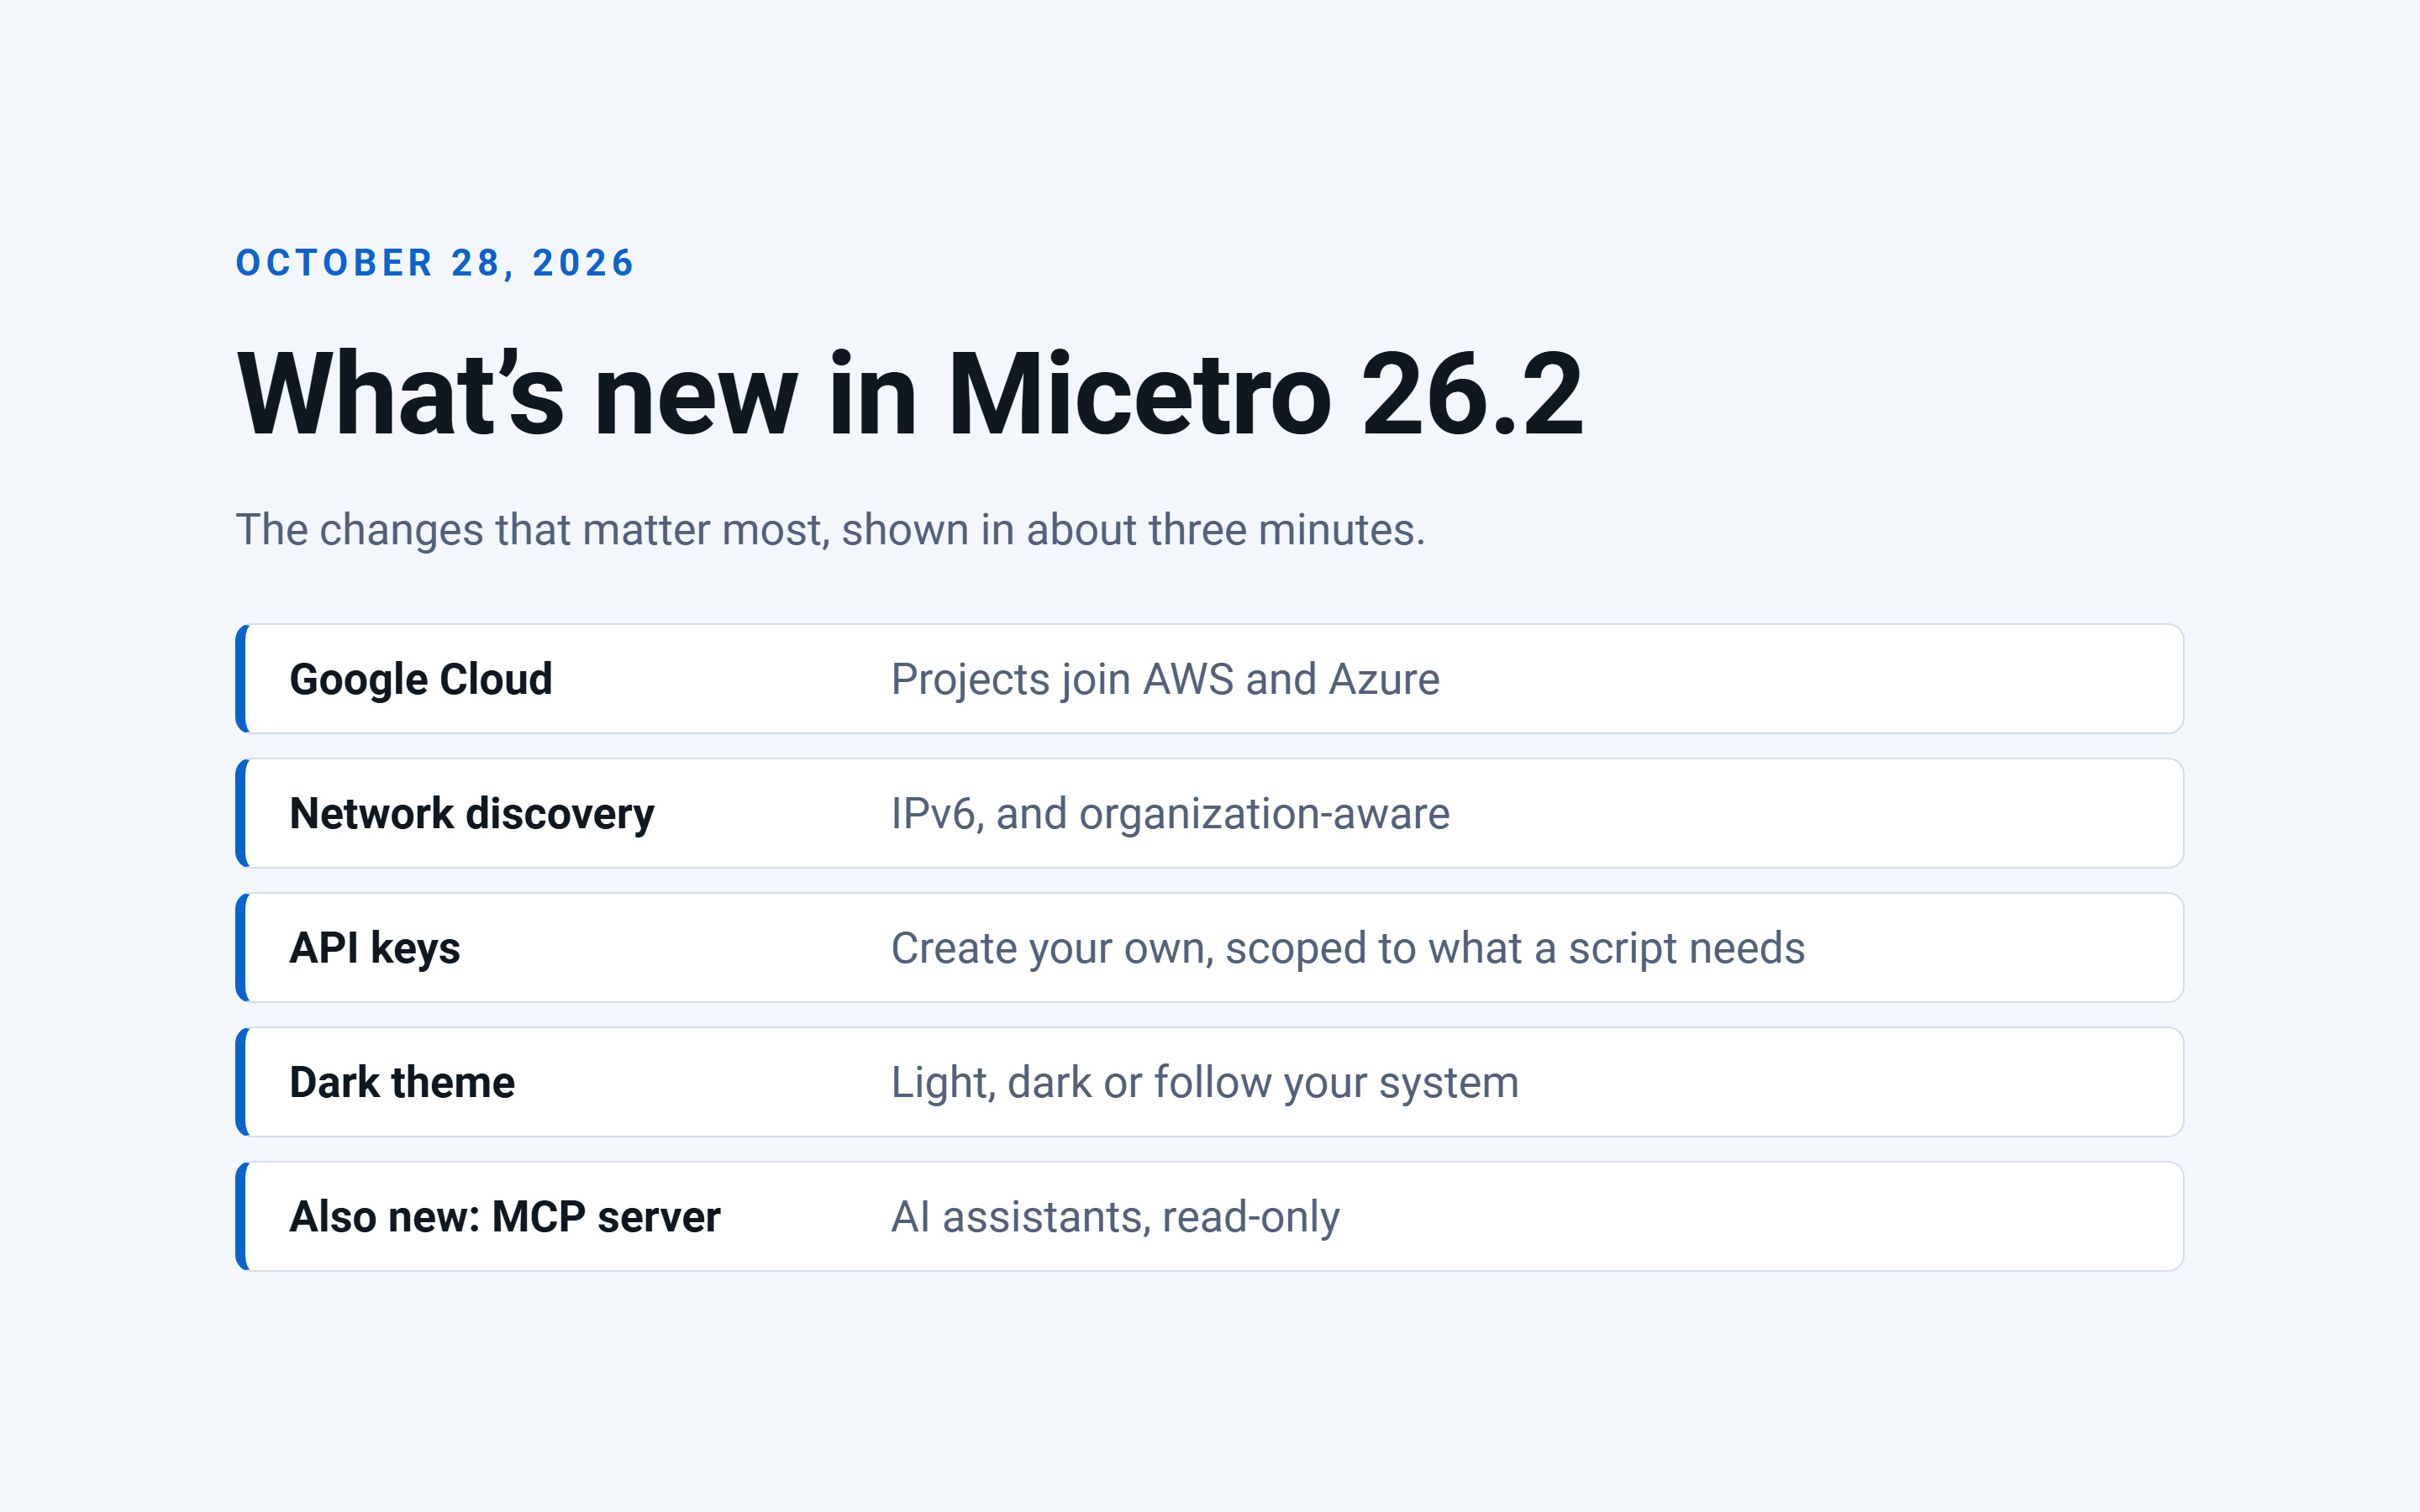 OCTOBER 28, 2026
What’s new in Micetro 26.2
The changes that matter most, shown in about three minutes.
Google Cloud Projects join AWS and Azure
Network discovery IPv6, and organization-aware
API keys Create your own, scoped to what a script needs
Dark theme Light, dark or follow your system
Also new: MCP server AI assistants, read-only